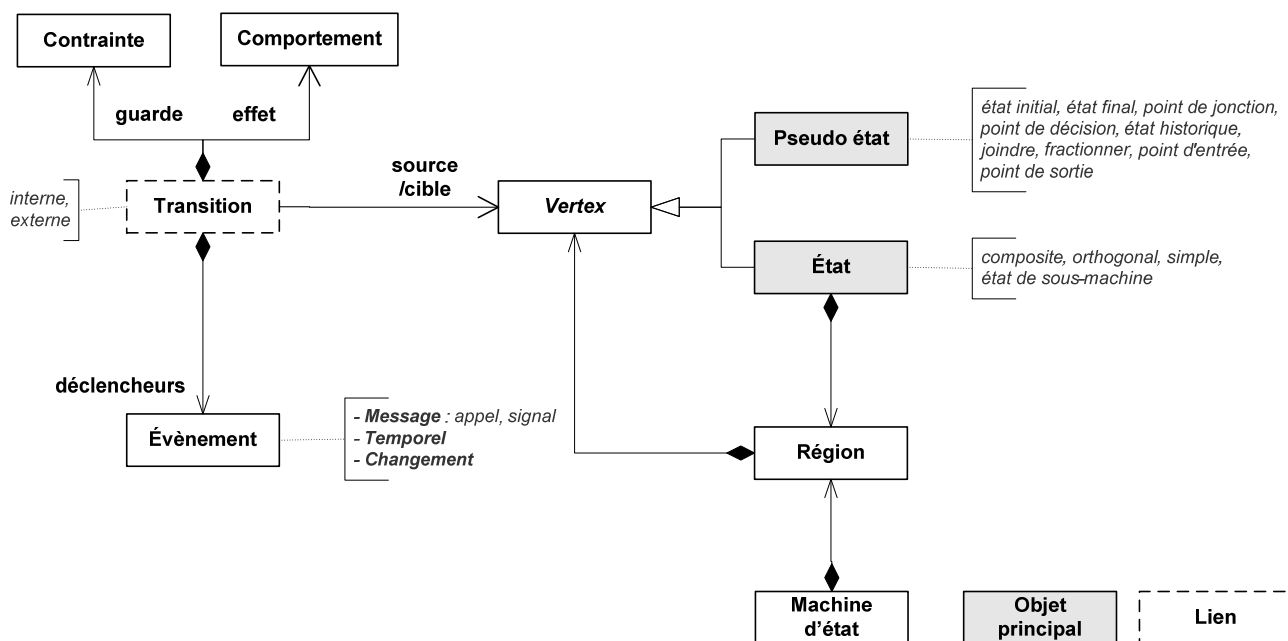 Contrainte
Comportement
guarde
effet
Transition
interne,
externe
source
/cible
Vertex
Pseudo état
état initial, état final, point de jonction,
point de décision, état historique,
joindre, fractionner, point d'entrée,
point de sortie
État
composite, orthogonal, simple,
état de sous-machine
déclencheurs
Évènement
- Message : appel, signal
- Temporel
- Changement
Région
Machine
d'état
Objet
principal
Lien